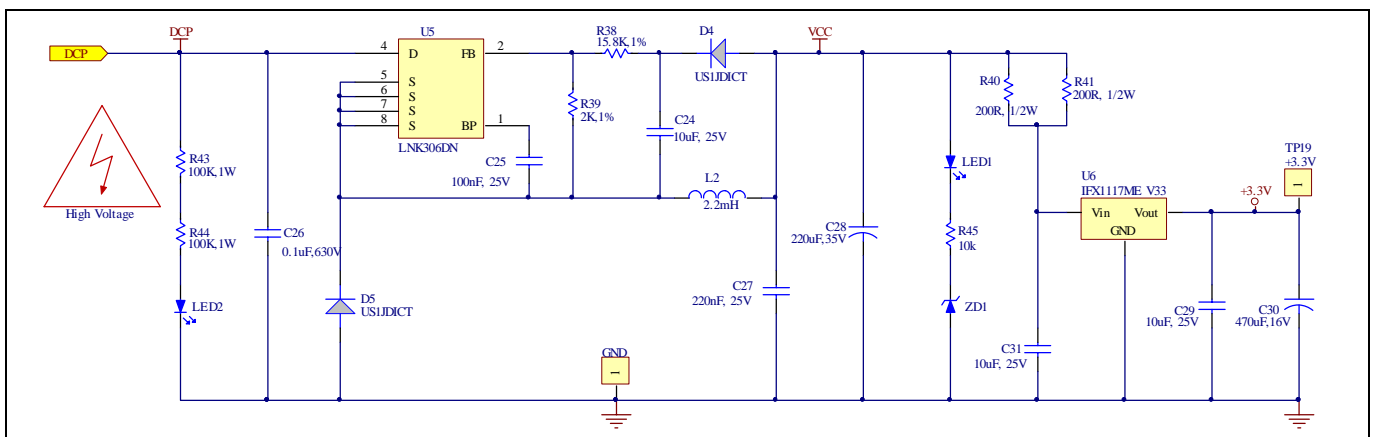 DCP
DCP
High Voltage
R43
100K,1W
R44
100K,1W
LED2
C26
0.1uF,630V
U5
4
D
FB
2
5
S
6
S
7
S
8
S
BP
1
LNK306DN
C25
100nF, 25V
D5
US1JDICT
R38
15.8K,1%
R39
2K,1%
C24
10uF, 25V
D4
US1JDICT
L2
2.2mH
VCC
C27
220nF, 25V
GND
1
C28
220uF,35V
LED1
R45
10k
ZD1
R40
200R, 1/2W
R41
200R, 1/2W
C31
10uF, 25V
U6
IFX1117ME V33
Vin
Vout
GND
C29
10uF, 25V
+3.3V
TP19
+3.3V
1
C30
470uF,16V